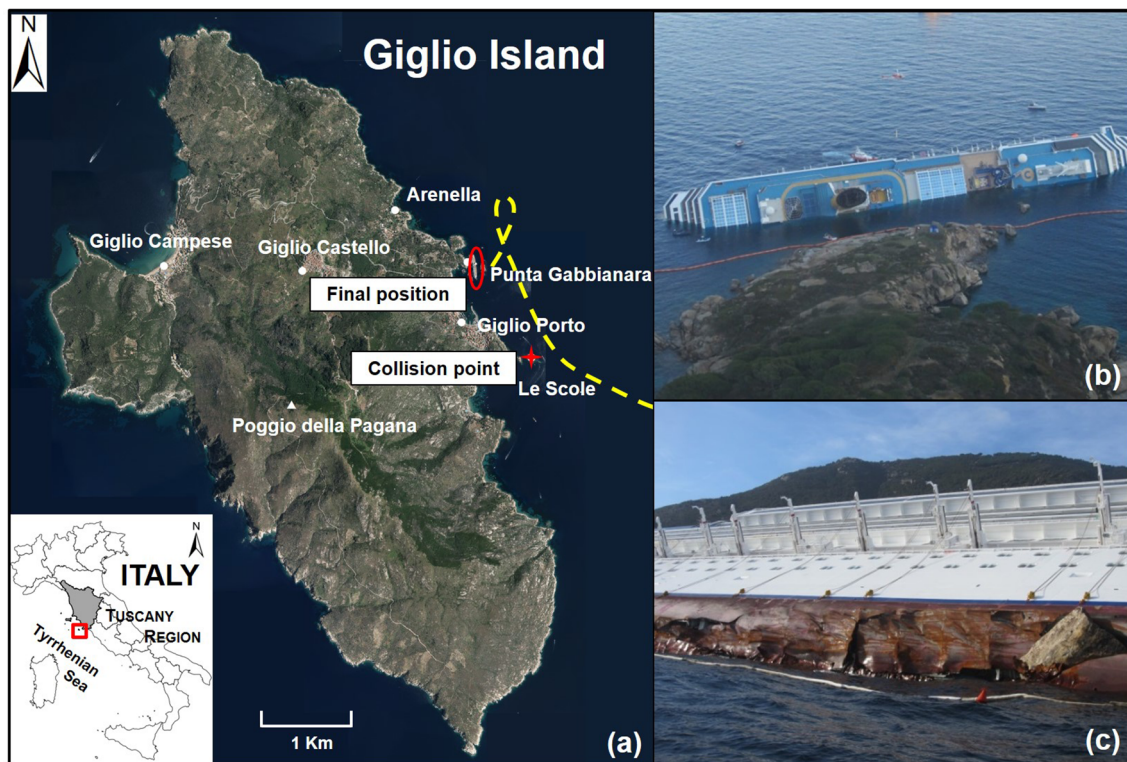 N
Giglio Island
Arenella
Giglio Campese
Giglio Castello
Punta Gabbianara
Final position
Giglio Porto
Collision point
Le Scole
Poggio della Pagana
N
ITALY
TUSCANY
REGION
Tyrrhenian
Sea
1 Km
(a)
(b)
(c)